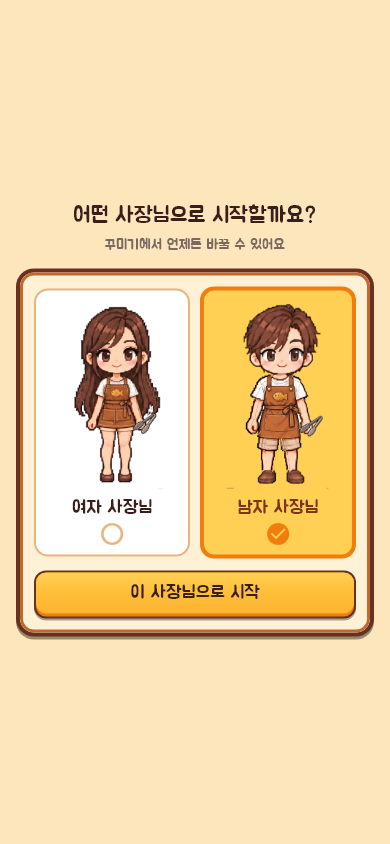 어떤 사장님으로 시작할까요?
꾸미기에서 언제든 바꿀 수 있어요
여자 사장님
남자 사장님
이 사장님으로 시작